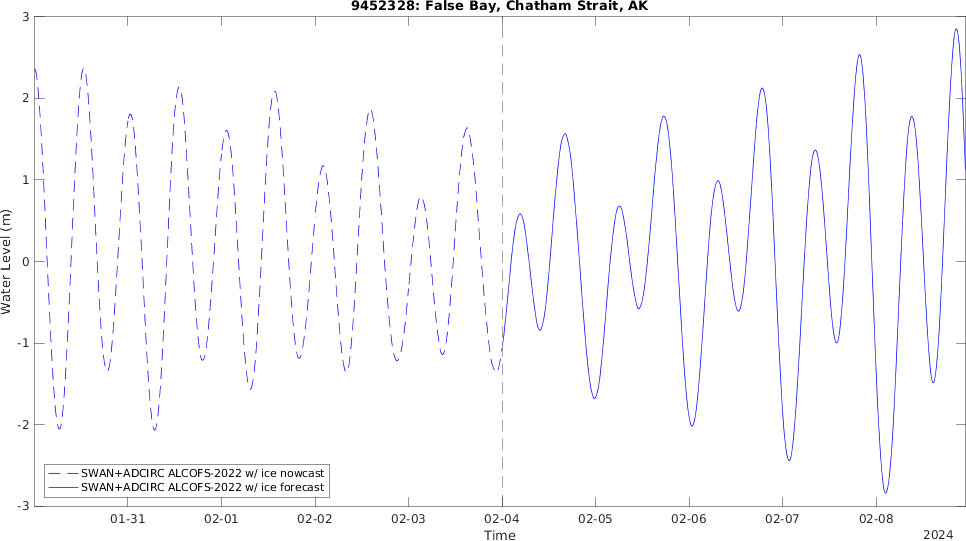 9452328: False Bay, Chatham Strait, AK
3
2
1
0
-1
-2
-3
Water Level (m)
SWAN+ADCIRC ALCOFS-2022 w/ ice nowcast
SWAN+ADCIRC ALCOFS-2022 w/ ice forecast
01-31 02-01 02-02 02-03 02-04 02-05 02-06 02-07 02-08
Time
2024